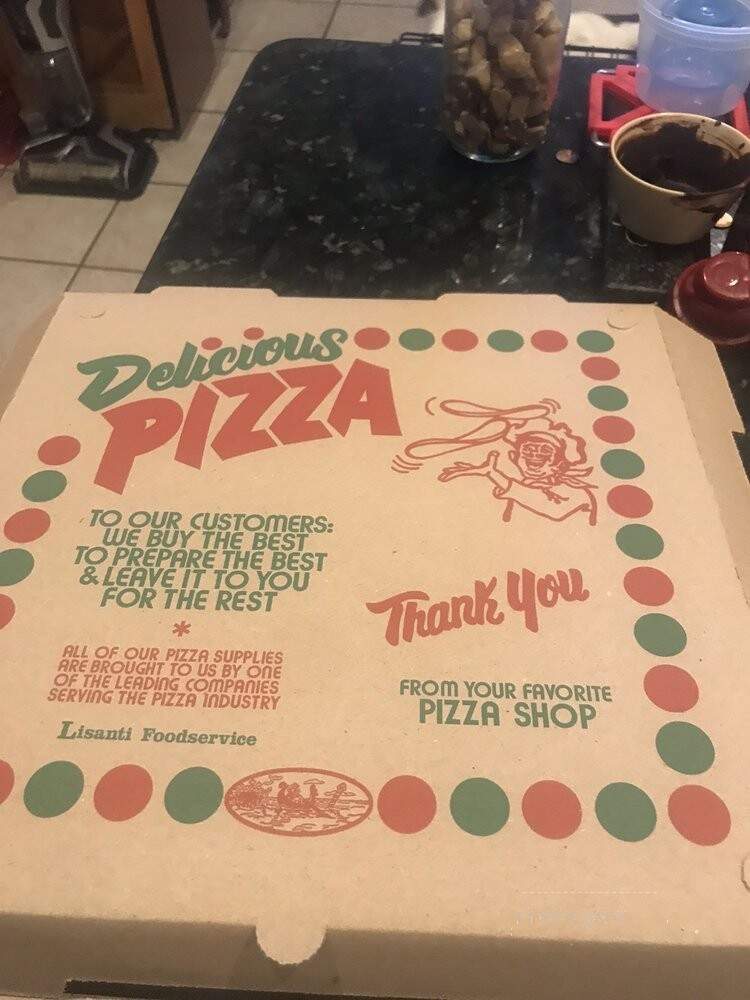 Delicious
PIZZA
TO OUR CUSTOMERS:
WE BUY THE BEST
TO PREPARE THE BEST
& LEAVE IT TO YOU
FOR THE REST
*
ALL OF OUR PIZZA SUPPLIES
ARE BROUGHT TO US BY ONE
OF THE LEADING COMPANIES
SERVING THE PIZZA INDUSTRY
Lisanti Foodservice
Thank You
FROM YOUR FAVORITE
PIZZA SHOP